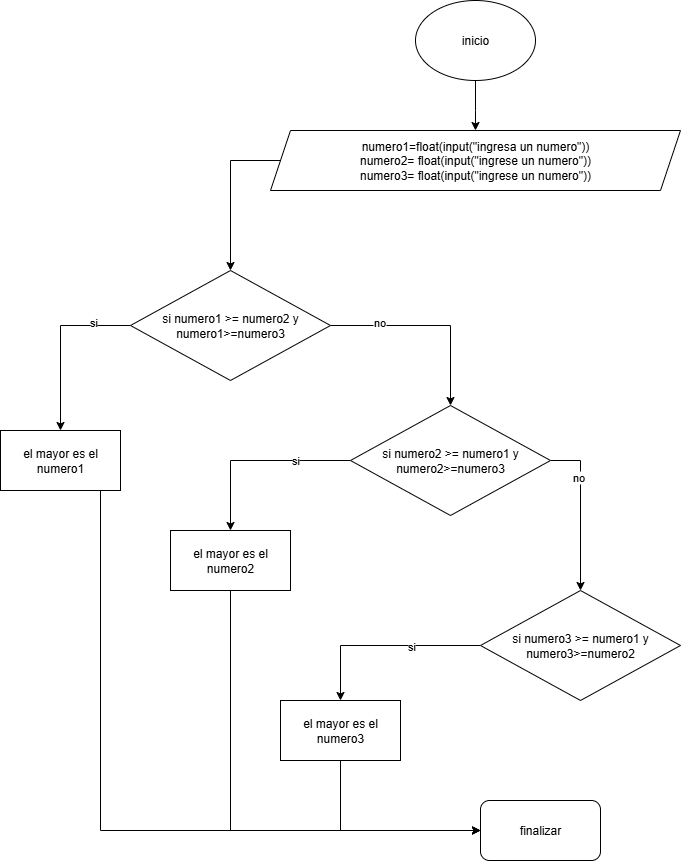 inicio
numero1=float(input("ingresa un numero"))
numero2= float(input("ingrese un numero"))
numero3= float(input("ingrese un numero"))
si numero1 >= numero2 y
numero1>=numero3
si
no
el mayor es el
numero1
si numero2 >= numero1 y
numero2>=numero3
si
no
el mayor es el
numero2
si numero3 >= numero1 y
numero3>=numero2
si
el mayor es el
numero3
finalizar